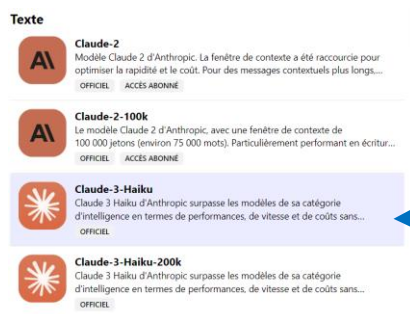 Texte
Claude-2
Modèle Claude 2 d'Anthropic. La fenêtre de contexte a été raccourcie pour
optimiser la rapidité et le coût. Pour des messages contextuels plus longs,...
OFFICIEL ACCÈS ABONNÉ
Claude-2-100k
Le modèle Claude 2 d'Anthropic, avec une fenêtre de contexte de
100 000 jetons (environ 75 000 mots). Particulièrement performant en écritur...
OFFICIEL ACCÈS ABONNÉ
Claude-3-Haiku
Claude 3 Haiku d'Anthropic surpasse les modèles de sa catégorie
d'intelligence en termes de performances, de vitesse et de coûts sans...
OFFICIEL
Claude-3-Haiku-200k
Claude 3 Haiku d'Anthropic surpasse les modèles de sa catégorie
d'intelligence en termes de performances, de vitesse et de coûts sans...
OFFICIEL